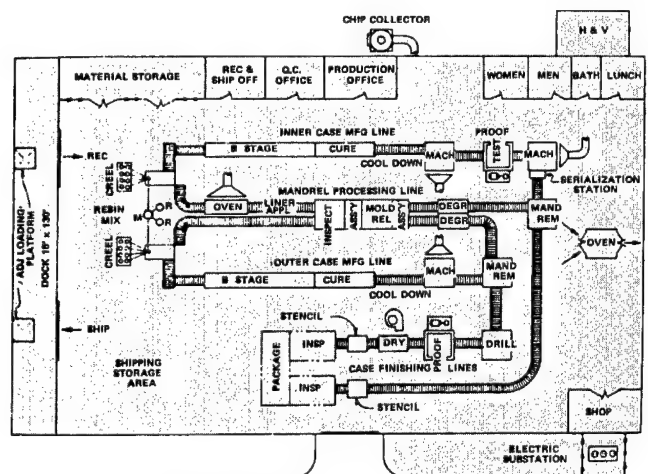 CHIP COLLECTOR
H & V
MATERIAL STORAGE
REC &
SHIP OFF
Q.C.
OFFICE
PRODUCTION
OFFICE
WOMEN
MEN
BATH
LUNCH
INNER CASE MFG LINE
B STAGE
CURE
COOL DOWN
MACH
PROOF
TEST
MACH
SERIALIZATION
STATION
REC
CREEL
RESIN
MIX
M
R
R
CREEL
ADJ LOADING-
PLATFORM
DOCK 15' X 130'
OVEN
LINER
APPL
MANDREL PROCESSING LINE
INSPECT
ASS'Y
MOLD
REL
ASS'Y
DEGR
DEGR
MAND
REM
OVEN
OUTER CASE MFG LINE
B STAGE
CURE
COOL DOWN
MACH
MAND
REM
SHIP
SHIPPING
STORAGE
AREA
STENCIL
PACKAGE
INSP
DRY
PROOF
DRILL
CASE FINISHING LINES
INSP
STENCIL
SHOP
ELECTRIC
SUBSTATION